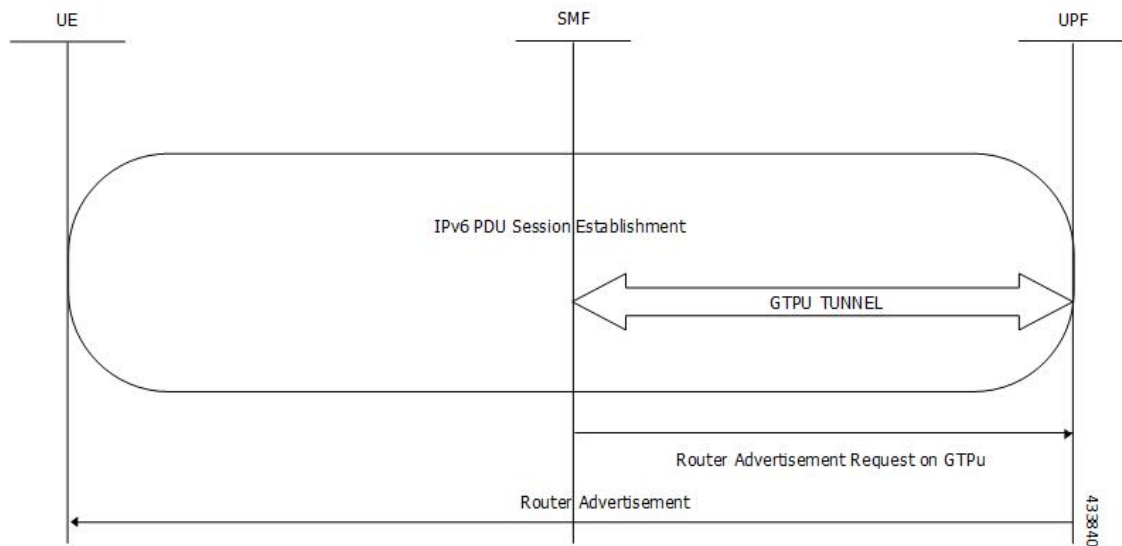 UE
SMF
UPF
IPv6 PDU Session Establishment
GTPU TUNNEL
Router Advertisement Request on GTPu
Router Advertisement
433840